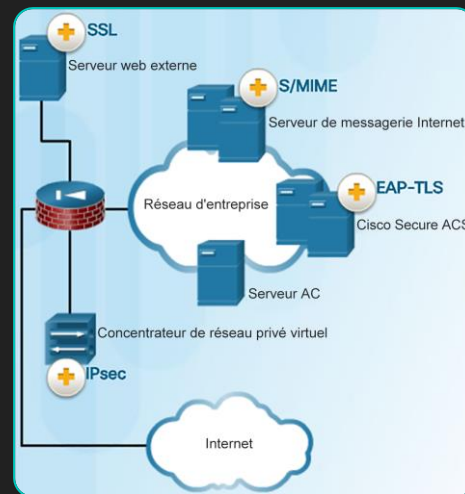 SSL
Serveur web externe
S/MIME
Serveur de messagerie Internet
EAP-TLS
Réseau d'entreprise
Cisco Secure ACS
Serveur AC
Concentrateur de réseau privé virtuel
IPsec
Internet